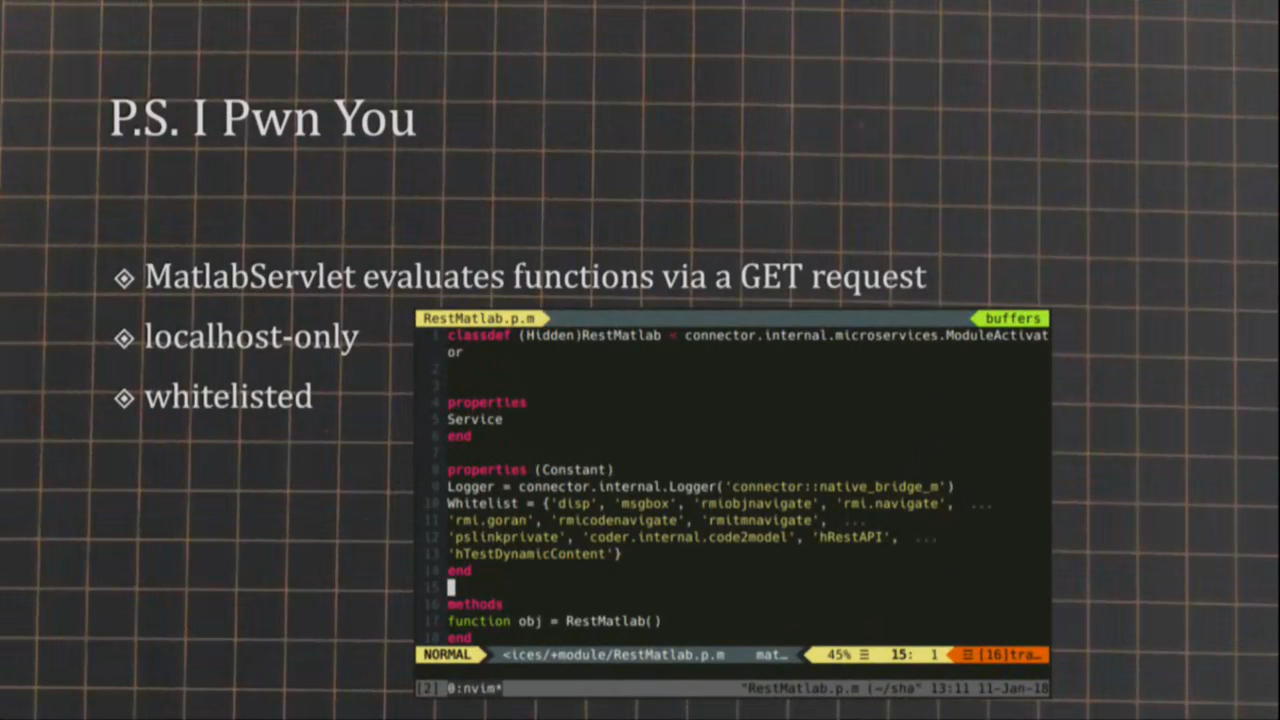 P.S. I Pwn You
◈ MatlabServlet evaluates functions via a GET request
◈ localhost-only
◈ whitelisted
RestMatlab.p.m buffers
1 classdef (Hidden)RestMatlab < connector.internal.microservices.ModuleActivat
or
2
3
4 properties
5 Service
6 end
7
8 properties (Constant)
9 Logger = connector.internal.Logger('connector::native_bridge_m')
10 Whitelist = {'disp', 'msgbox', 'rmiobjnavigate', 'rmi.navigate', ...
11 'rmi.goran', 'rmicodenavigate', 'rmitmnavigate', ...
12 'pslinkprivate', 'coder.internal.code2model', 'hRestAPI', ...
13 'hTestDynamicContent'}
14 end
15
16 methods
17 function obj = RestMatlab()
18 end
NORMAL <ices/+module/RestMatlab.p.m mat… 45% ☰ 15: 1 ☲ [16]tra…
[2] 0:nvim* "RestMatlab.p.m (~/sha" 13:11 11-Jan-18